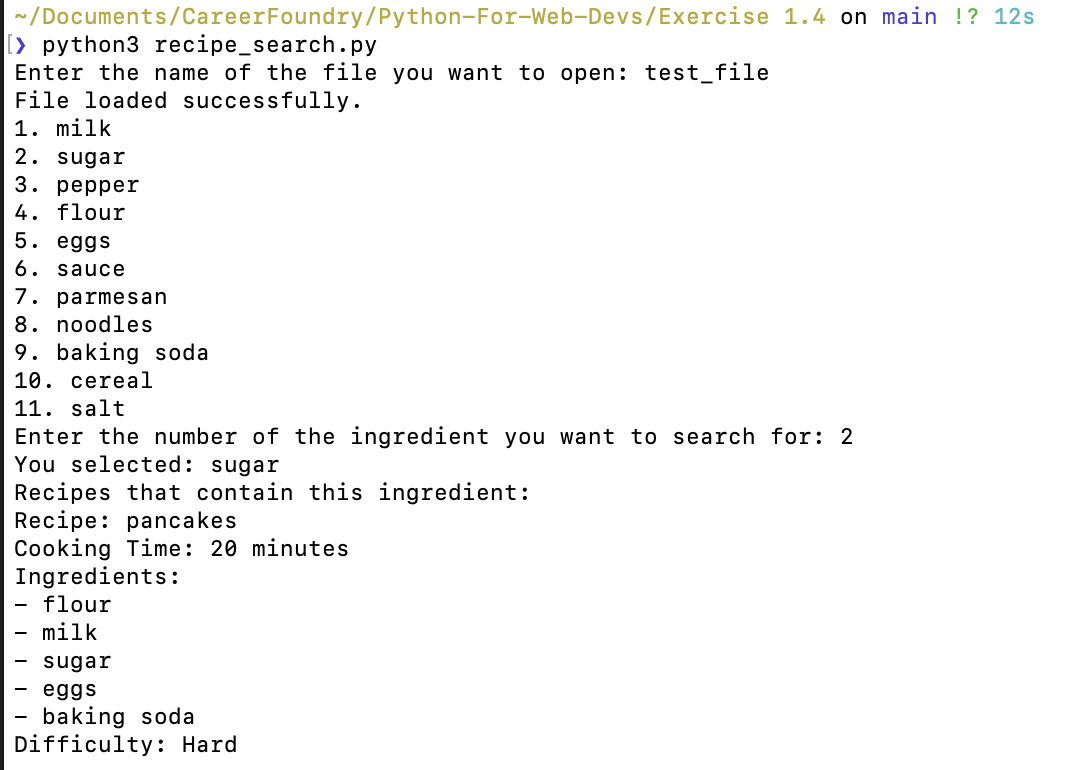 ~/Documents/CareerFoundry/Python-For-Web-Devs/Exercise 1.4 on main !? 12s
[❯ python3 recipe_search.py
Enter the name of the file you want to open: test_file
File loaded successfully.
1. milk
2. sugar
3. pepper
4. flour
5. eggs
6. sauce
7. parmesan
8. noodles
9. baking soda
10. cereal
11. salt
Enter the number of the ingredient you want to search for: 2
You selected: sugar
Recipes that contain this ingredient:
Recipe: pancakes
Cooking Time: 20 minutes
Ingredients:
- flour
- milk
- sugar
- eggs
- baking soda
Difficulty: Hard